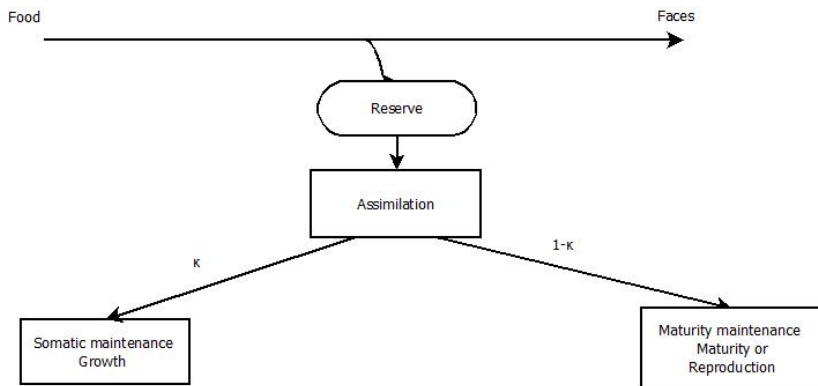 Food
Faces
Reserve
Assimilation
κ
1-κ
Somatic maintenance
Growth
Maturity maintenance
Maturity or
Reproduction